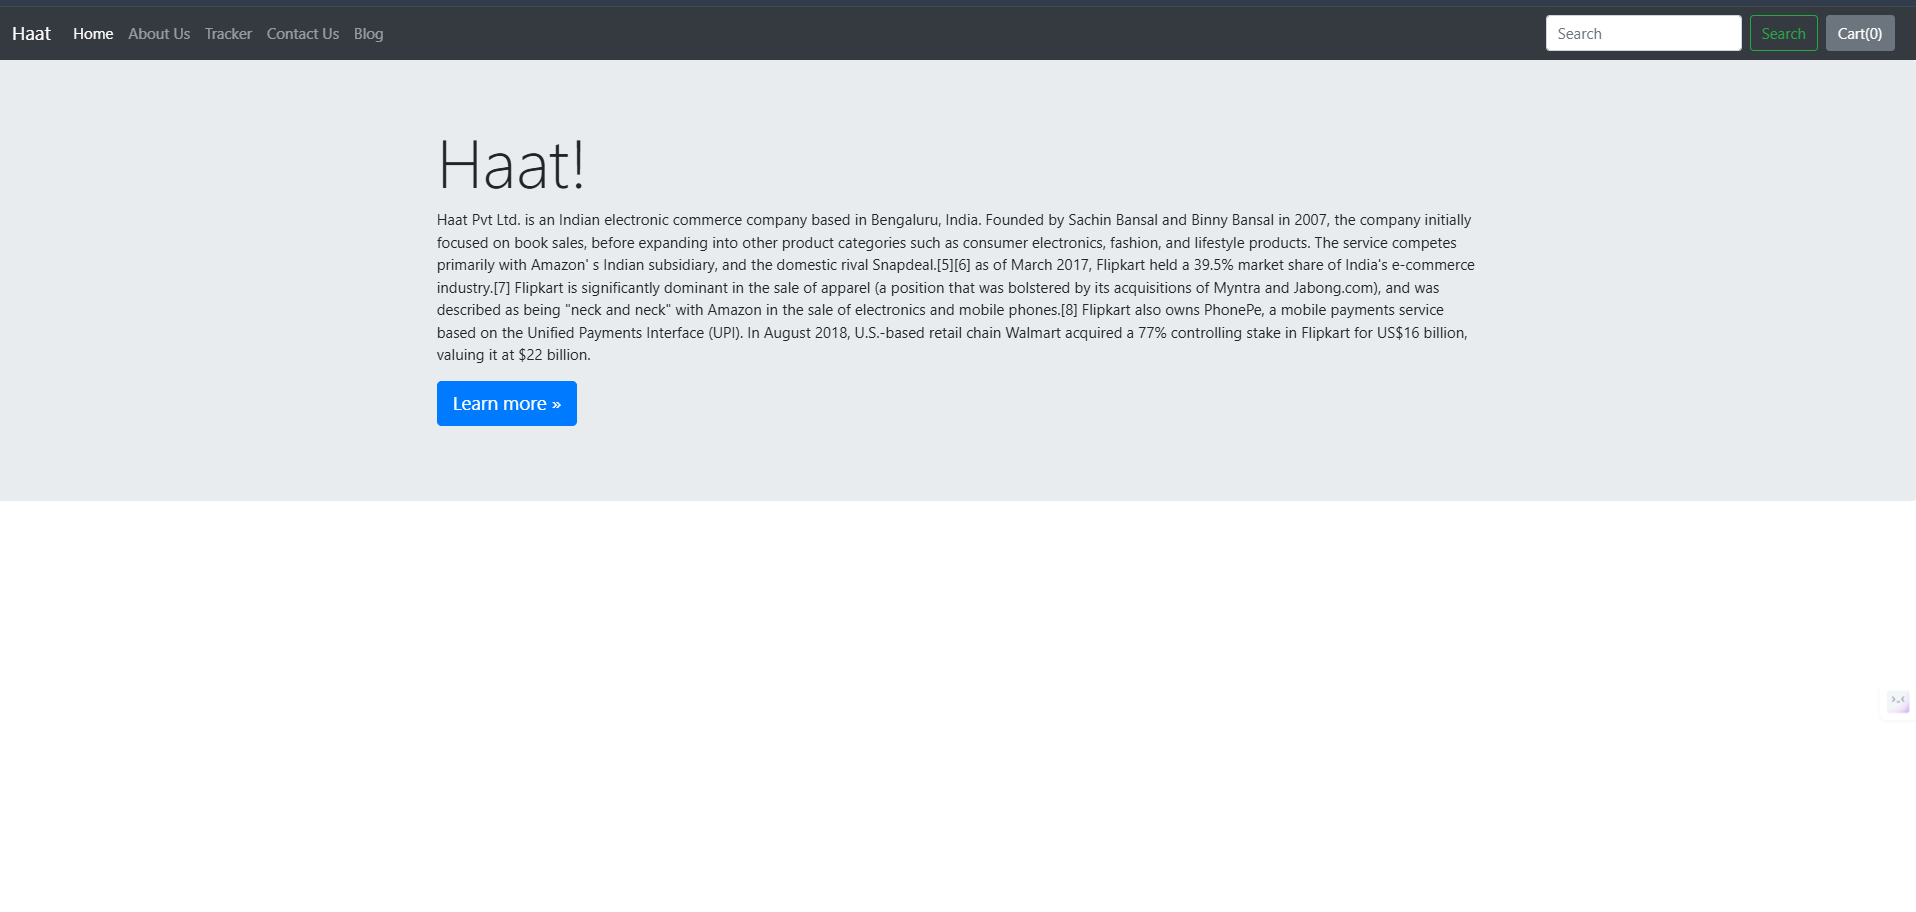 Haat Home About Us Tracker Contact Us Blog Search Search Cart(0)
Haat!
Haat Pvt Ltd. is an Indian electronic commerce company based in Bengaluru, India. Founded by Sachin Bansal and Binny Bansal in 2007, the company initially
focused on book sales, before expanding into other product categories such as consumer electronics, fashion, and lifestyle products. The service competes
primarily with Amazon' s Indian subsidiary, and the domestic rival Snapdeal.[5][6] as of March 2017, Flipkart held a 39.5% market share of India's e-commerce
industry.[7] Flipkart is significantly dominant in the sale of apparel (a position that was bolstered by its acquisitions of Myntra and Jabong.com), and was
described as being "neck and neck" with Amazon in the sale of electronics and mobile phones.[8] Flipkart also owns PhonePe, a mobile payments service
based on the Unified Payments Interface (UPI). In August 2018, U.S.-based retail chain Walmart acquired a 77% controlling stake in Flipkart for US$16 billion,
valuing it at $22 billion.
Learn more »